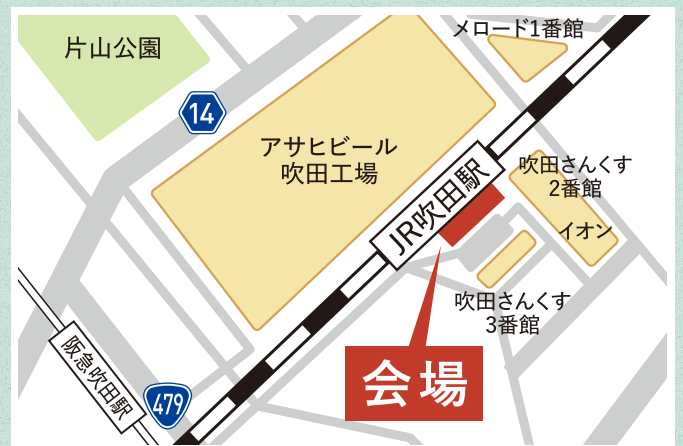 メロード1番館
片山公園
14
アサヒビール
吹田工場
JR吹田駅
吹田さんくす
2番館
イオン
吹田さんくす
3番館
阪急吹田駅
会場
479